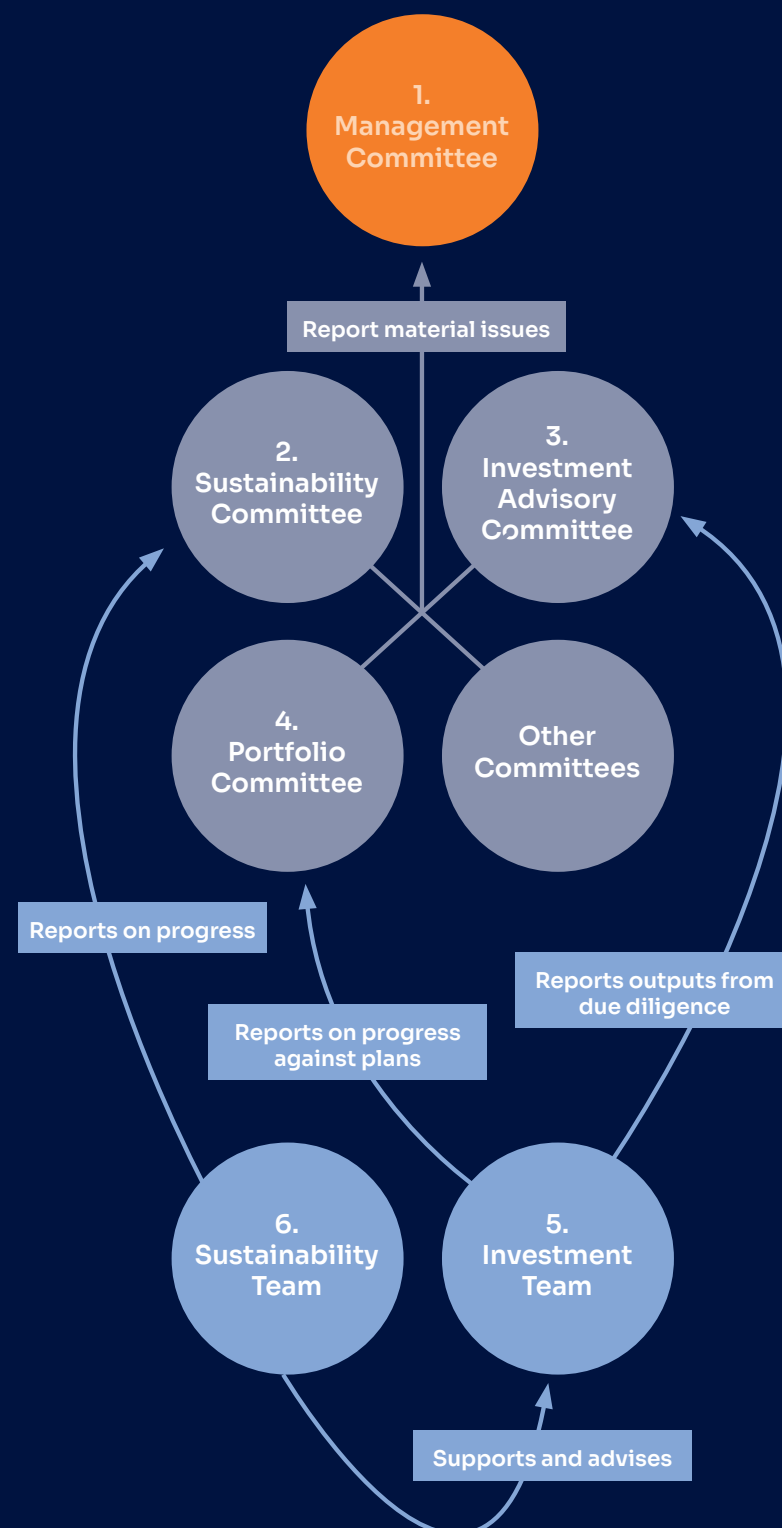 1.
Management
Committee
Report material issues
2.
Sustainability
Committee
3.
Investment
Advisory
Committee
4.
Portfolio
Committee
Other
Committees
Reports on progress
Reports outputs from
due diligence
Reports on progress
against plans
6.
Sustainability
Team
5.
Investment
Team
Supports and advises